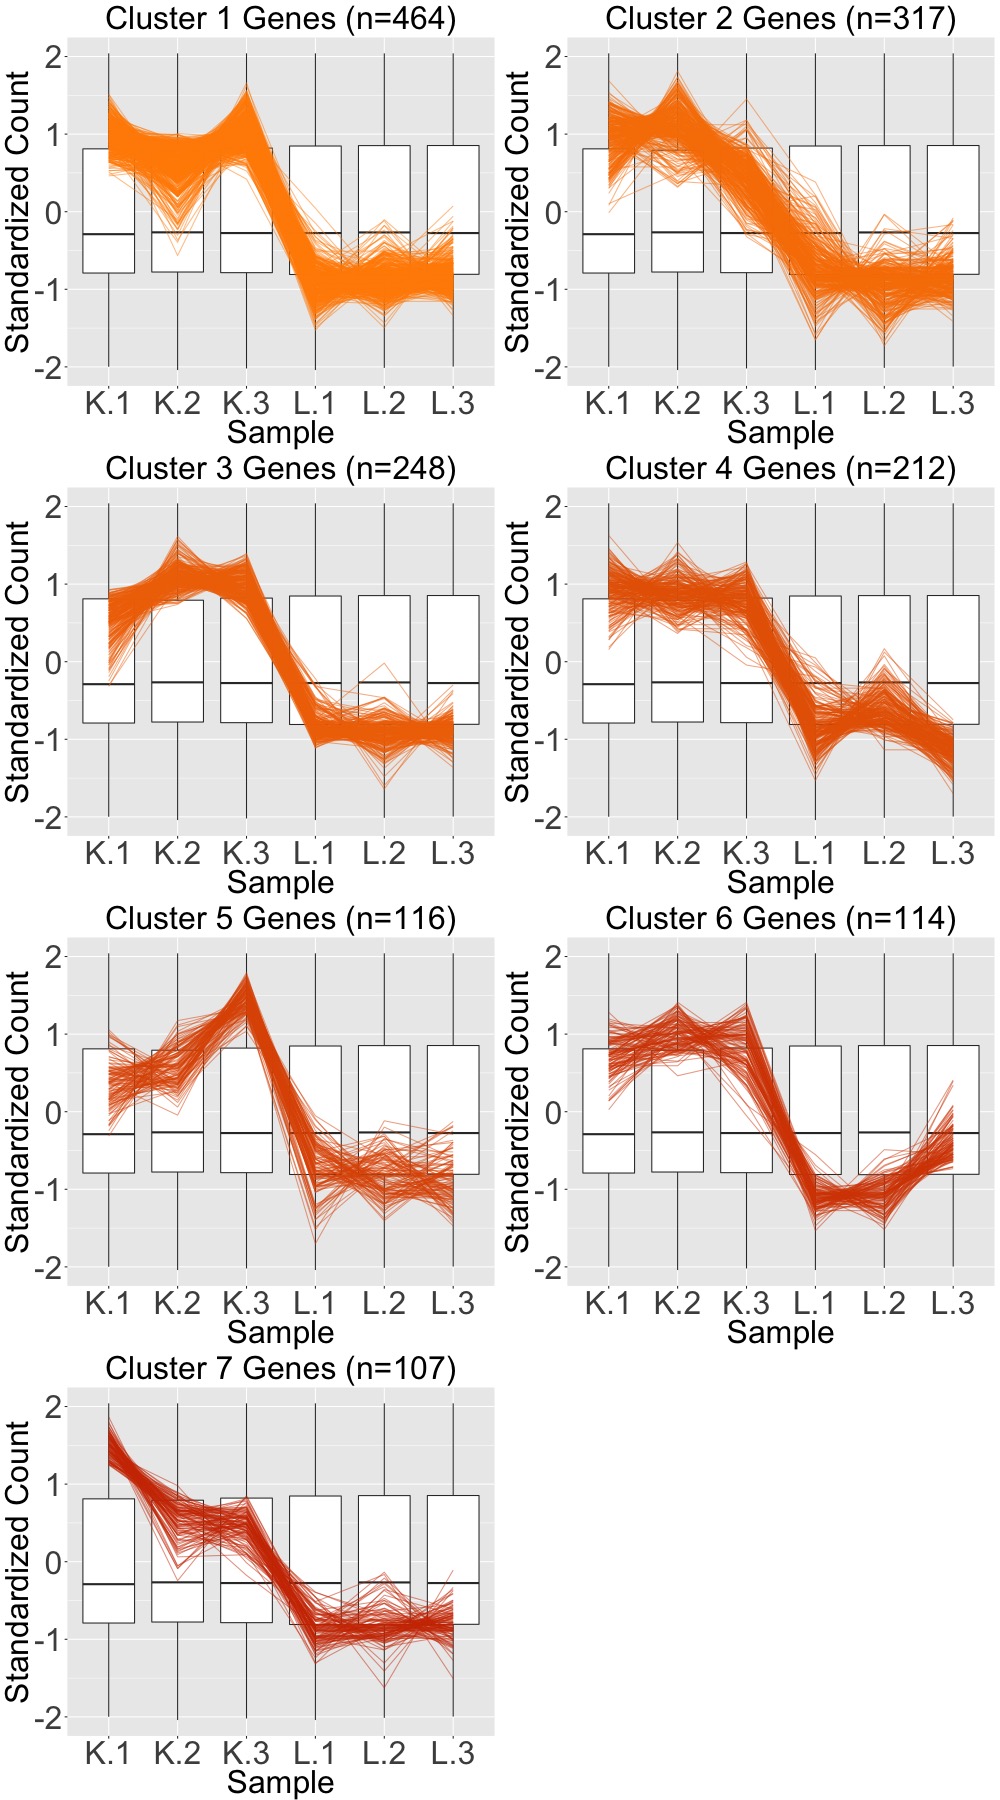 Cluster 1 Genes (n=464)
Standardized Count
2
1
0
-1
-2
K.1 K.2 K.3 L.1 L.2 L.3
Sample
Cluster 2 Genes (n=317)
Standardized Count
2
1
0
-1
-2
K.1 K.2 K.3 L.1 L.2 L.3
Sample
Cluster 3 Genes (n=248)
Standardized Count
2
1
0
-1
-2
K.1 K.2 K.3 L.1 L.2 L.3
Sample
Cluster 4 Genes (n=212)
Standardized Count
2
1
0
-1
-2
K.1 K.2 K.3 L.1 L.2 L.3
Sample
Cluster 5 Genes (n=116)
Standardized Count
2
1
0
-1
-2
K.1 K.2 K.3 L.1 L.2 L.3
Sample
Cluster 6 Genes (n=114)
Standardized Count
2
1
0
-1
-2
K.1 K.2 K.3 L.1 L.2 L.3
Sample
Cluster 7 Genes (n=107)
Standardized Count
2
1
0
-1
-2
K.1 K.2 K.3 L.1 L.2 L.3
Sample